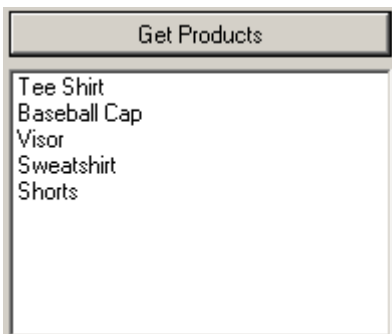 Get Products
Tee Shirt
Baseball Cap
Visor
Sweatshirt
Shorts